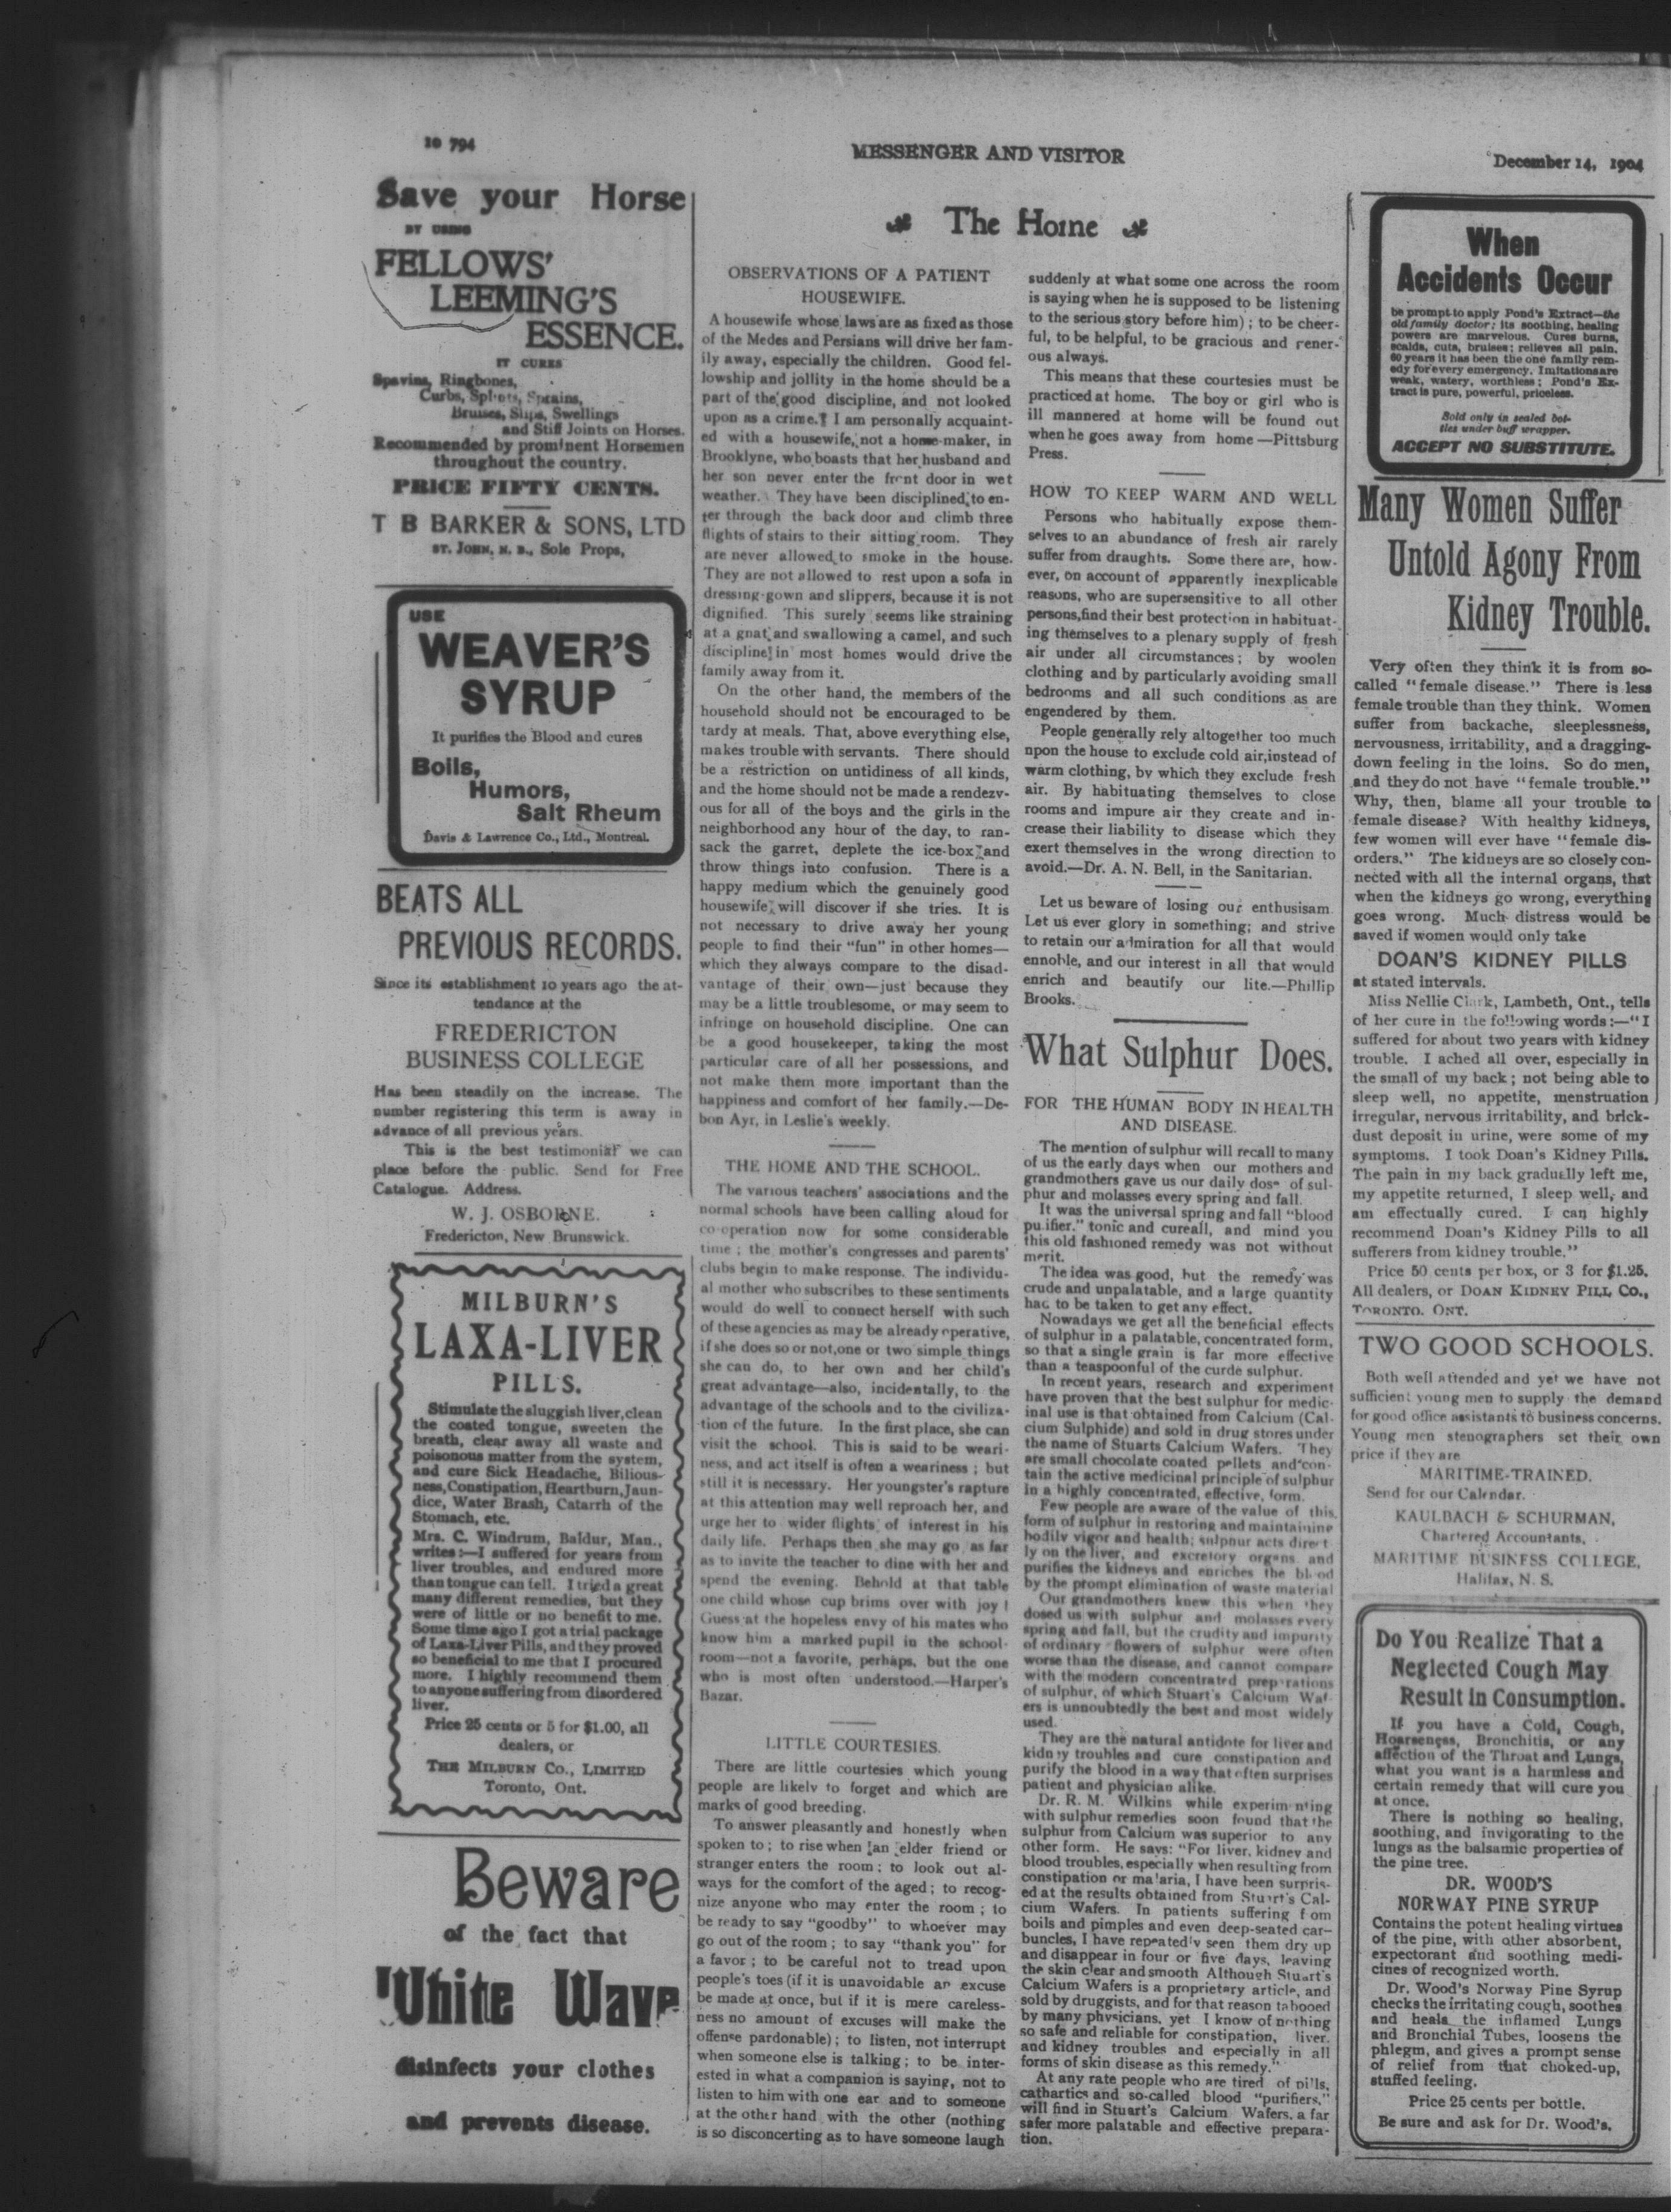 10 794
MESSENGER AND VISITOR
December 14, 1904
Save your Horse
BY USING
FELLOWS'
LEEMING'S
ESSENCE.
IT CURES
Spavins, Ringbones,
Curbs, Splints, Sprains,
Bruises, Slips, Swellings
and Stiff Joints on Horses.
Recommended by prominent Horsemen
throughout the country.
PRICE FIFTY CENTS.
T B BARKER & SONS, LTD
ST. JOHN, N. B., Sole Props,
USE
WEAVER'S
SYRUP
It purifies the Blood and cures
Boils,
Humors,
Salt Rheum
Davis & Lawrence Co., Ltd., Montreal.
BEATS ALL
PREVIOUS RECORDS.
Since its establishment 10 years ago the at-
tendance at the
FREDERICTON
BUSINESS COLLEGE
Has been steadily on the increase. The
number registering this term is away in
advance of all previous years.
This is the best testimonial we can
place before the public. Send for Free
Catalogue. Address.
W. J. OSBORNE.
Fredericton, New Brunswick.
MILBURN'S
LAXA-LIVER
PILLS.
Stimulate the sluggish liver, clean
the coated tongue, sweeten the
breath, clear away all waste and
poisonous matter from the system,
and cure Sick Headache, Bilious-
ness, Constipation, Heartburn, Jaun-
dice, Water Brash, Catarrh of the
Stomach, etc.
Mrs. C. Windrum, Baldur, Man.,
writes:—I suffered for years from
liver troubles, and endured more
than tongue can tell. I tried a great
many different remedies, but they
were of little or no benefit to me.
Some time ago I got a trial package
of Laxa-Liver Pills, and they proved
so beneficial to me that I procured
more. I highly recommend them
to anyone suffering from disordered
liver.
Price 25 cents or 5 for $1.00, all
dealers, or
THE MILBURN CO., LIMITED
Toronto, Ont.
Beware
of the fact that
White Wave
disinfects your clothes
and prevents disease.
The Home
OBSERVATIONS OF A PATIENT
HOUSEWIFE.
A housewife whose laws are as fixed as those
of the Medes and Persians will drive her fam-
ily away, especially the children. Good fel-
lowship and jollity in the home should be a
part of the good discipline, and not looked
upon as a crime. I am personally acquaint-
ed with a housewife, not a home-maker, in
Brooklyne, who boasts that her husband and
her son never enter the front door in wet
weather. They have been disciplined to en-
ter through the back door and climb three
flights of stairs to their sitting room. They
are never allowed to smoke in the house.
They are not allowed to rest upon a sofa in
dressing-gown and slippers, because it is not
dignified. This surely seems like straining
at a gnat and swallowing a camel, and such
discipline in most homes would drive the
family away from it.
On the other hand, the members of the
household should not be encouraged to be
tardy at meals. That, above everything else,
makes trouble with servants. There should
be a restriction on untidiness of all kinds,
and the home should not be made a rendezv-
ous for all of the boys and the girls in the
neighborhood any hour of the day, to ran-
sack the garret, deplete the ice-box and
throw things into confusion. There is a
happy medium which the genuinely good
housewife will discover if she tries. It is
not necessary to drive away her young
people to find their "fun" in other homes—
which they always compare to the disad-
vantage of their own—just because they
may be a little troublesome, or may seem to
infringe on household discipline. One can
be a good housekeeper, taking the most
particular care of all her possessions, and
not make them more important than the
happiness and comfort of her family.—De-
bon Ayr, in Leslie's weekly.
THE HOME AND THE SCHOOL.
The various teachers' associations and the
normal schools have been calling aloud for
co-operation now for some considerable
time; the mother's congresses and parents'
clubs begin to make response. The individu-
al mother who subscribes to these sentiments
would do well to connect herself with such
of these agencies as may be already operative,
if she does so or not, one or two simple things
she can do, to her own and her child's
great advantage—also, incidentally, to the
advantage of the schools and to the civiliza-
tion of the future. In the first place, she can
visit the school. This is said to be weari-
ness, and act itself is often a weariness; but
still it is necessary. Her youngster's rapture
at this attention may well reproach her, and
urge her to wider flights of interest in his
daily life. Perhaps then she may go as far
as to invite the teacher to dine with her and
spend the evening. Behold at that table
one child whose cup brims over with joy!
Guess at the hopeless envy of his mates who
know him a marked pupil in the school-
room—not a favorite, perhaps, but the one
who is most often understood.—Harper's
Bazar.
LITTLE COURTESIES.
There are little courtesies which young
people are likely to forget and which are
marks of good breeding.
To answer pleasantly and honestly when
spoken to; to rise when an elder friend or
stranger enters the room; to look out al-
ways for the comfort of the aged; to recog-
nize anyone who may enter the room; to
be ready to say "goodby" to whoever may
go out of the room; to say "thank you" for
a favor; to be careful not to tread upon
people's toes (if it is unavoidable an excuse
be made at once, but if it is mere careless-
ness no amount of excuses will make the
offense pardonable); to listen, not interrupt
when someone else is talking; to be inter-
ested in what a companion is saying, not to
listen to him with one ear and to someone
at the other hand with the other (nothing
is so disconcerting as to have someone laugh
suddenly at what some one across the room
is saying when he is supposed to be listening
to the serious story before him); to be cheer-
ful, to be helpful, to be gracious and rener-
ous always.
This means that these courtesies must be
practiced at home. The boy or girl who is
ill mannered at home will be found out
when he goes away from home—Pittsburg
Press.
HOW TO KEEP WARM AND WELL
Persons who habitually expose them-
selves to an abundance of fresh air rarely
suffer from draughts. Some there are, how-
ever, on account of apparently inexplicable
reasons, who are supersensitive to all other
persons, find their best protection in habituat-
ing themselves to a plenary supply of fresh
air under all circumstances; by woolen
clothing and by particularly avoiding small
bedrooms and all such conditions as are
engendered by them.
People generally rely altogether too much
npon the house to exclude cold air, instead of
warm clothing, by which they exclude fresh
air. By habituating themselves to close
rooms and impure air they create and in-
crease their liability to disease which they
exert themselves in the wrong direction to
avoid.—Dr. A. N. Bell, in the Sanitarian.
Let us beware of losing our enthusisam.
Let us ever glory in something; and strive
to retain our admiration for all that would
ennoble, and our interest in all that would
enrich and beautify our lite.—Phillip
Brooks.
What Sulphur Does.
FOR THE HUMAN BODY IN HEALTH
AND DISEASE.
The mention of sulphur will recall to many
of us the early days when our mothers and
grandmothers gave us our daily dose of sul-
phur and molasses every spring and fall.
It was the universal spring and fall "blood
purifier," tonic and cureall, and mind you
this old fashioned remedy was not without
merit.
The idea was good, but the remedy was
crude and unpalatable, and a large quantity
had to be taken to get any effect.
Nowadays we get all the beneficial effects
of sulphur in a palatable, concentrated form,
so that a single grain is far more effective
than a teaspoonful of the curde sulphur.
In recent years, research and experiment
have proven that the best sulphur for medic-
inal use is that obtained from Calcium (Cal-
cium Sulphide) and sold in drug stores under
the name of Stuarts Calcium Wafers. They
are small chocolate coated pellets and con-
tain the active medicinal principle of sulphur
in a highly concentrated, effective, form.
Few people are aware of the value of this
form of sulphur in restoring and maintaining
bodily vigor and health; sulphur acts direct
ly on the liver, and excretory organs and
purifies the kidneys and enriches the blood
by the prompt elimination of waste material
Our grandmothers knew this when they
dosed us with sulphur and molasses every
spring and fall, but the crudity and impurity
of ordinary flowers of sulphur were often
worse than the disease, and cannot compare
with the modern concentrated preparations
of sulphur, of which Stuart's Calcium Waf-
ers is unnoubtedly the best and most widely
used.
They are the natural antidote for liver and
kidney troubles and cure constipation and
purify the blood in a way that often surprises
patient and physician alike.
Dr. R. M. Wilkins while experimenting
with sulphur remedies soon found that the
sulphur from Calcium was superior to any
other form. He says: "For liver, kidney and
blood troubles, especially when resulting from
constipation or malaria, I have been surpris-
ed at the results obtained from Stuart's Cal-
cium Wafers. In patients suffering from
boils and pimples and even deep-seated car-
buncles, I have repeatedly seen them dry up
and disappear in four or five days, leaving
the skin clear and smooth Although Stuart's
Calcium Wafers is a proprietary article, and
sold by druggists, and for that reason tabooed
by many physicians, yet I know of nothing
so safe and reliable for constipation, liver
and kidney troubles and especially in all
forms of skin disease as this remedy."
At any rate people who are tired of pills,
cathartics and so-called blood "purifiers,"
will find in Stuart's Calcium Wafers, a far
safer more palatable and effective prepara-
tion.
When
Accidents Occur
be prompt to apply Pond's Extract—the
old family doctor; its soothing, healing
powers are marvelous. Cures burns,
scalds, cuts, bruises; relieves all pain.
60 years it has been the one family rem-
edy for every emergency. Imitations are
weak, watery, worthless; Pond's Ex-
tract is pure, powerful, priceless.
Sold only in sealed bot-
tles under buff wrapper.
ACCEPT NO SUBSTITUTE.
Many Women Suffer
Untold Agony From
Kidney Trouble.
Very often they think it is from so-
called "female disease." There is less
female trouble than they think. Women
suffer from backache, sleeplessness,
nervousness, irritability, and a dragging-
down feeling in the loins. So do men,
and they do not have "female trouble."
Why, then, blame all your trouble to
female disease? With healthy kidneys,
few women will ever have "female dis-
orders." The kidneys are so closely con-
nected with all the internal organs, that
when the kidneys go wrong, everything
goes wrong. Much distress would be
saved if women would only take
DOAN'S KIDNEY PILLS
at stated intervals.
Miss Nellie Clark, Lambeth, Ont., tells
of her cure in the following words:—"I
suffered for about two years with kidney
trouble. I ached all over, especially in
the small of my back; not being able to
sleep well, no appetite, menstruation
irregular, nervous irritability, and brick-
dust deposit in urine, were some of my
symptoms. I took Doan's Kidney Pills.
The pain in my back gradually left me,
my appetite returned, I sleep well, and
am effectually cured. I can highly
recommend Doan's Kidney Pills to all
sufferers from kidney trouble."
Price 50 cents per box, or 3 for $1.25.
All dealers, or DOAN KIDNEY PILL CO.,
TORONTO. ONT.
TWO GOOD SCHOOLS.
Both well attended and yet we have not
sufficient young men to supply the demand
for good office assistants to business concerns.
Young men stenographers set their own
price if they are
MARITIME-TRAINED.
Send for our Calendar.
KAULBACH & SCHURMAN,
Chartered Accountants,
MARITIME BUSINESS COLLEGE,
Halifax, N. S.
Do You Realize That a
Neglected Cough May
Result in Consumption.
If you have a Cold, Cough,
Hoarseness, Bronchitis, or any
affection of the Throat and Lungs,
what you want is a harmless and
certain remedy that will cure you
at once.
There is nothing so healing,
soothing, and invigorating to the
lungs as the balsamic properties of
the pine tree.
DR. WOOD'S
NORWAY PINE SYRUP
Contains the potent healing virtues
of the pine, with other absorbent,
expectorant and soothing medi-
cines of recognized worth.
Dr. Wood's Norway Pine Syrup
checks the irritating cough, soothes
and heals the inflamed Lungs
and Bronchial Tubes, loosens the
phlegm, and gives a prompt sense
of relief from that choked-up,
stuffed feeling.
Price 25 cents per bottle.
Be sure and ask for Dr. Wood's.